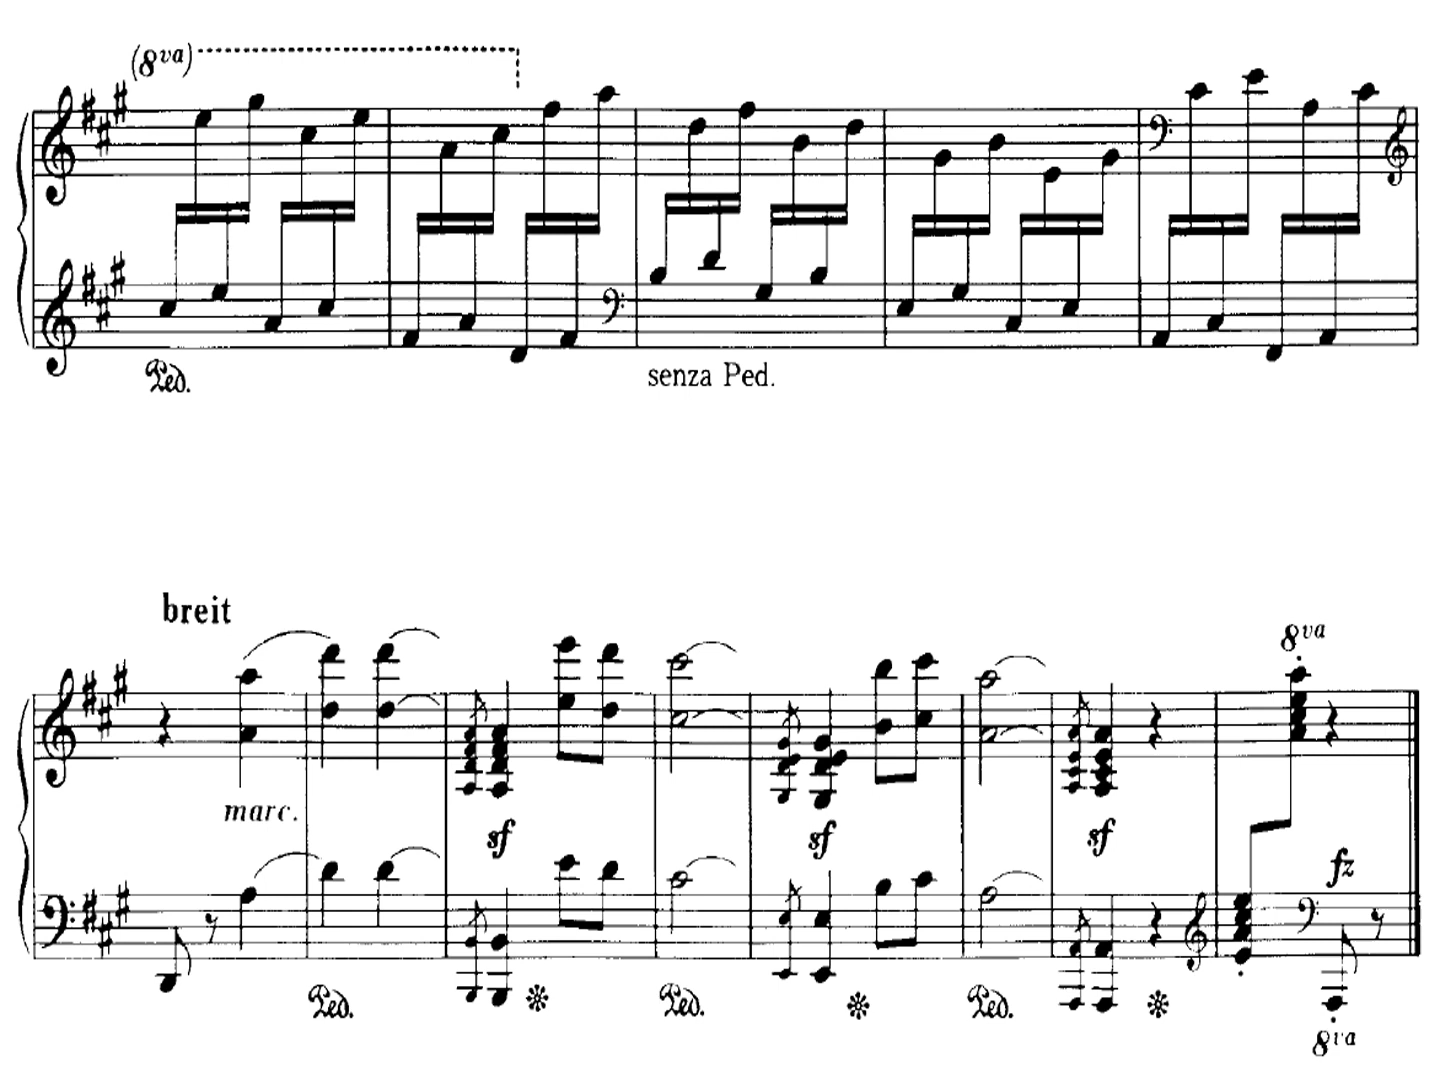 (8va)
Ped. senza Ped.
breit
8va
marc.
sf sf sf fz
Ped. Ped. Ped.
8va